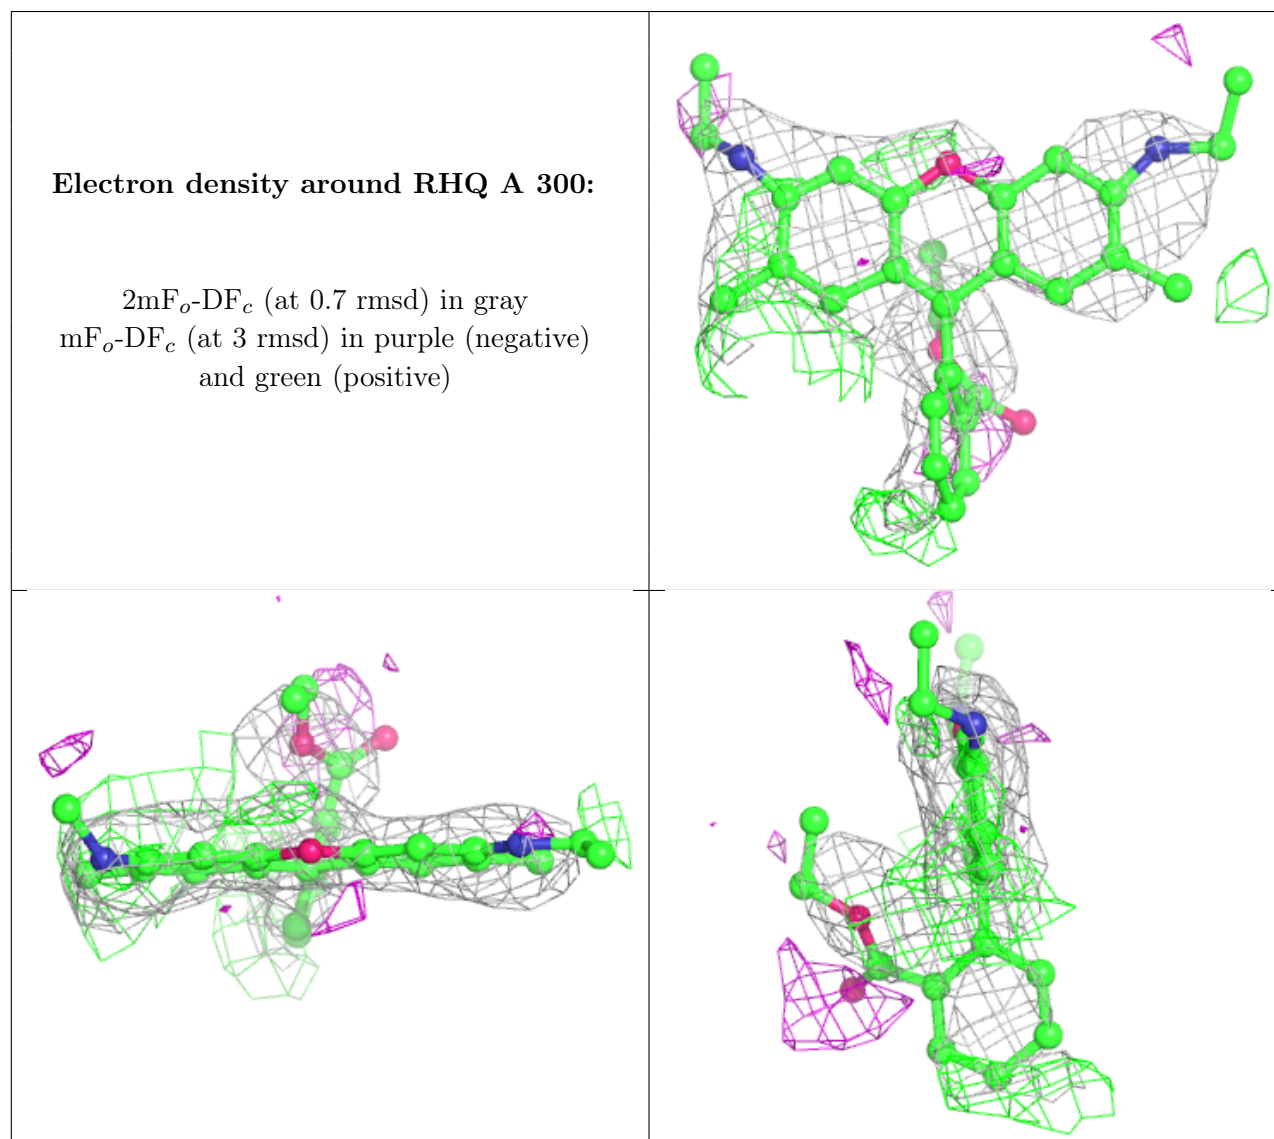 Electron density around RHQ A 300:
2mFo-DFc (at 0.7 rmsd) in gray
mFo-DFc (at 3 rmsd) in purple (negative)
and green (positive)